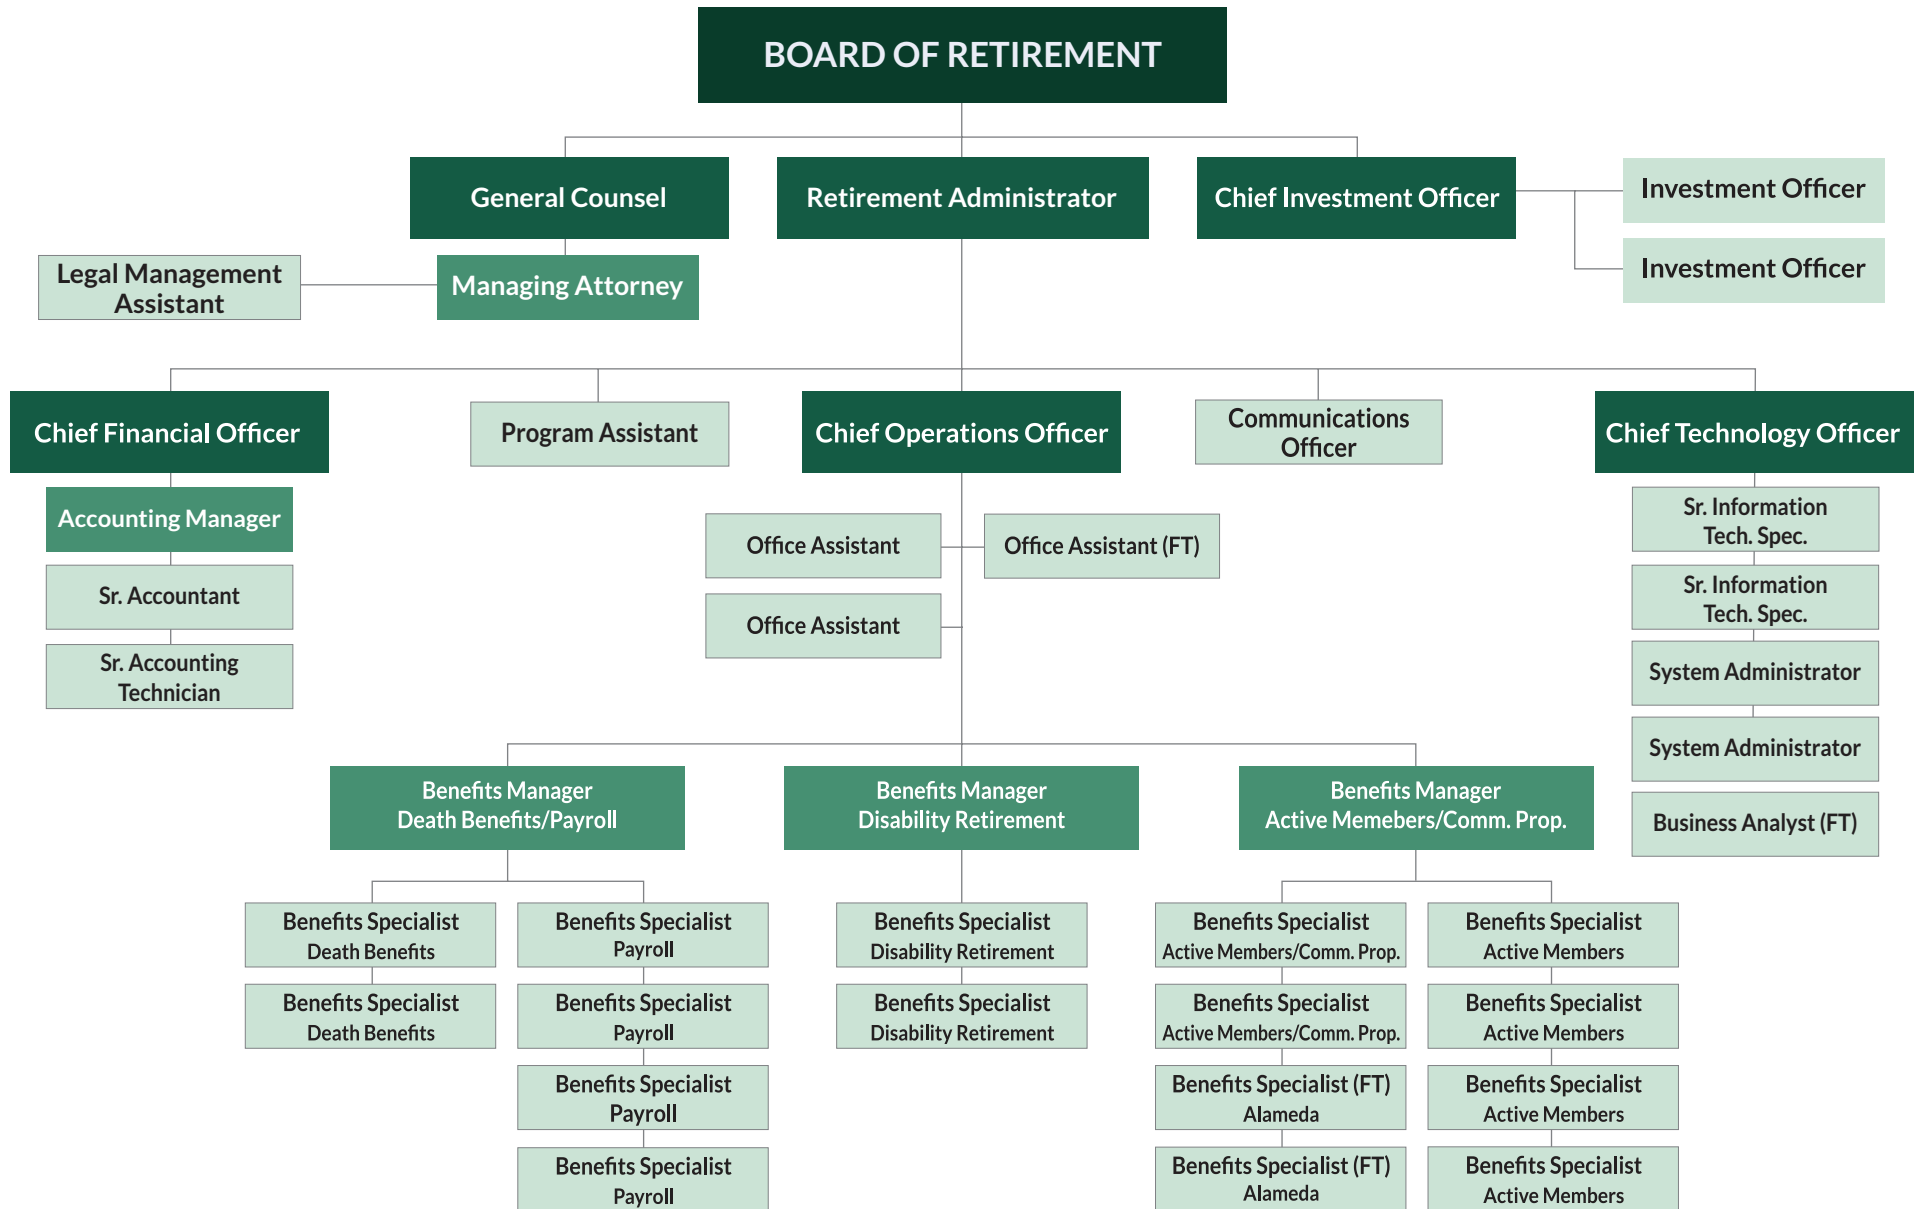 BOARD OF RETIREMENT
General Counsel
Retirement Administrator
Chief Investment Officer
Investment Officer
Investment Officer
Legal Management
Assistant
Managing Attorney
Chief Financial Officer
Program Assistant
Chief Operations Officer
Communications
Officer
Chief Technology Officer
Accounting Manager
Sr. Accountant
Sr. Accounting
Technician
Office Assistant
Office Assistant (FT)
Office Assistant
Sr. Information
Tech. Spec.
Sr. Information
Tech. Spec.
System Administrator
System Administrator
Business Analyst (FT)
Benefits Manager
Death Benefits/Payroll
Benefits Manager
Disability Retirement
Benefits Manager
Active Memebers/Comm. Prop.
Benefits Specialist
Death Benefits
Benefits Specialist
Death Benefits
Benefits Specialist
Payroll
Benefits Specialist
Payroll
Benefits Specialist
Payroll
Benefits Specialist
Payroll
Benefits Specialist
Disability Retirement
Benefits Specialist
Disability Retirement
Benefits Specialist
Active Members/Comm. Prop.
Benefits Specialist
Active Members/Comm. Prop.
Benefits Specialist (FT)
Alameda
Benefits Specialist (FT)
Alameda
Benefits Specialist
Active Members
Benefits Specialist
Active Members
Benefits Specialist
Active Members
Benefits Specialist
Active Members